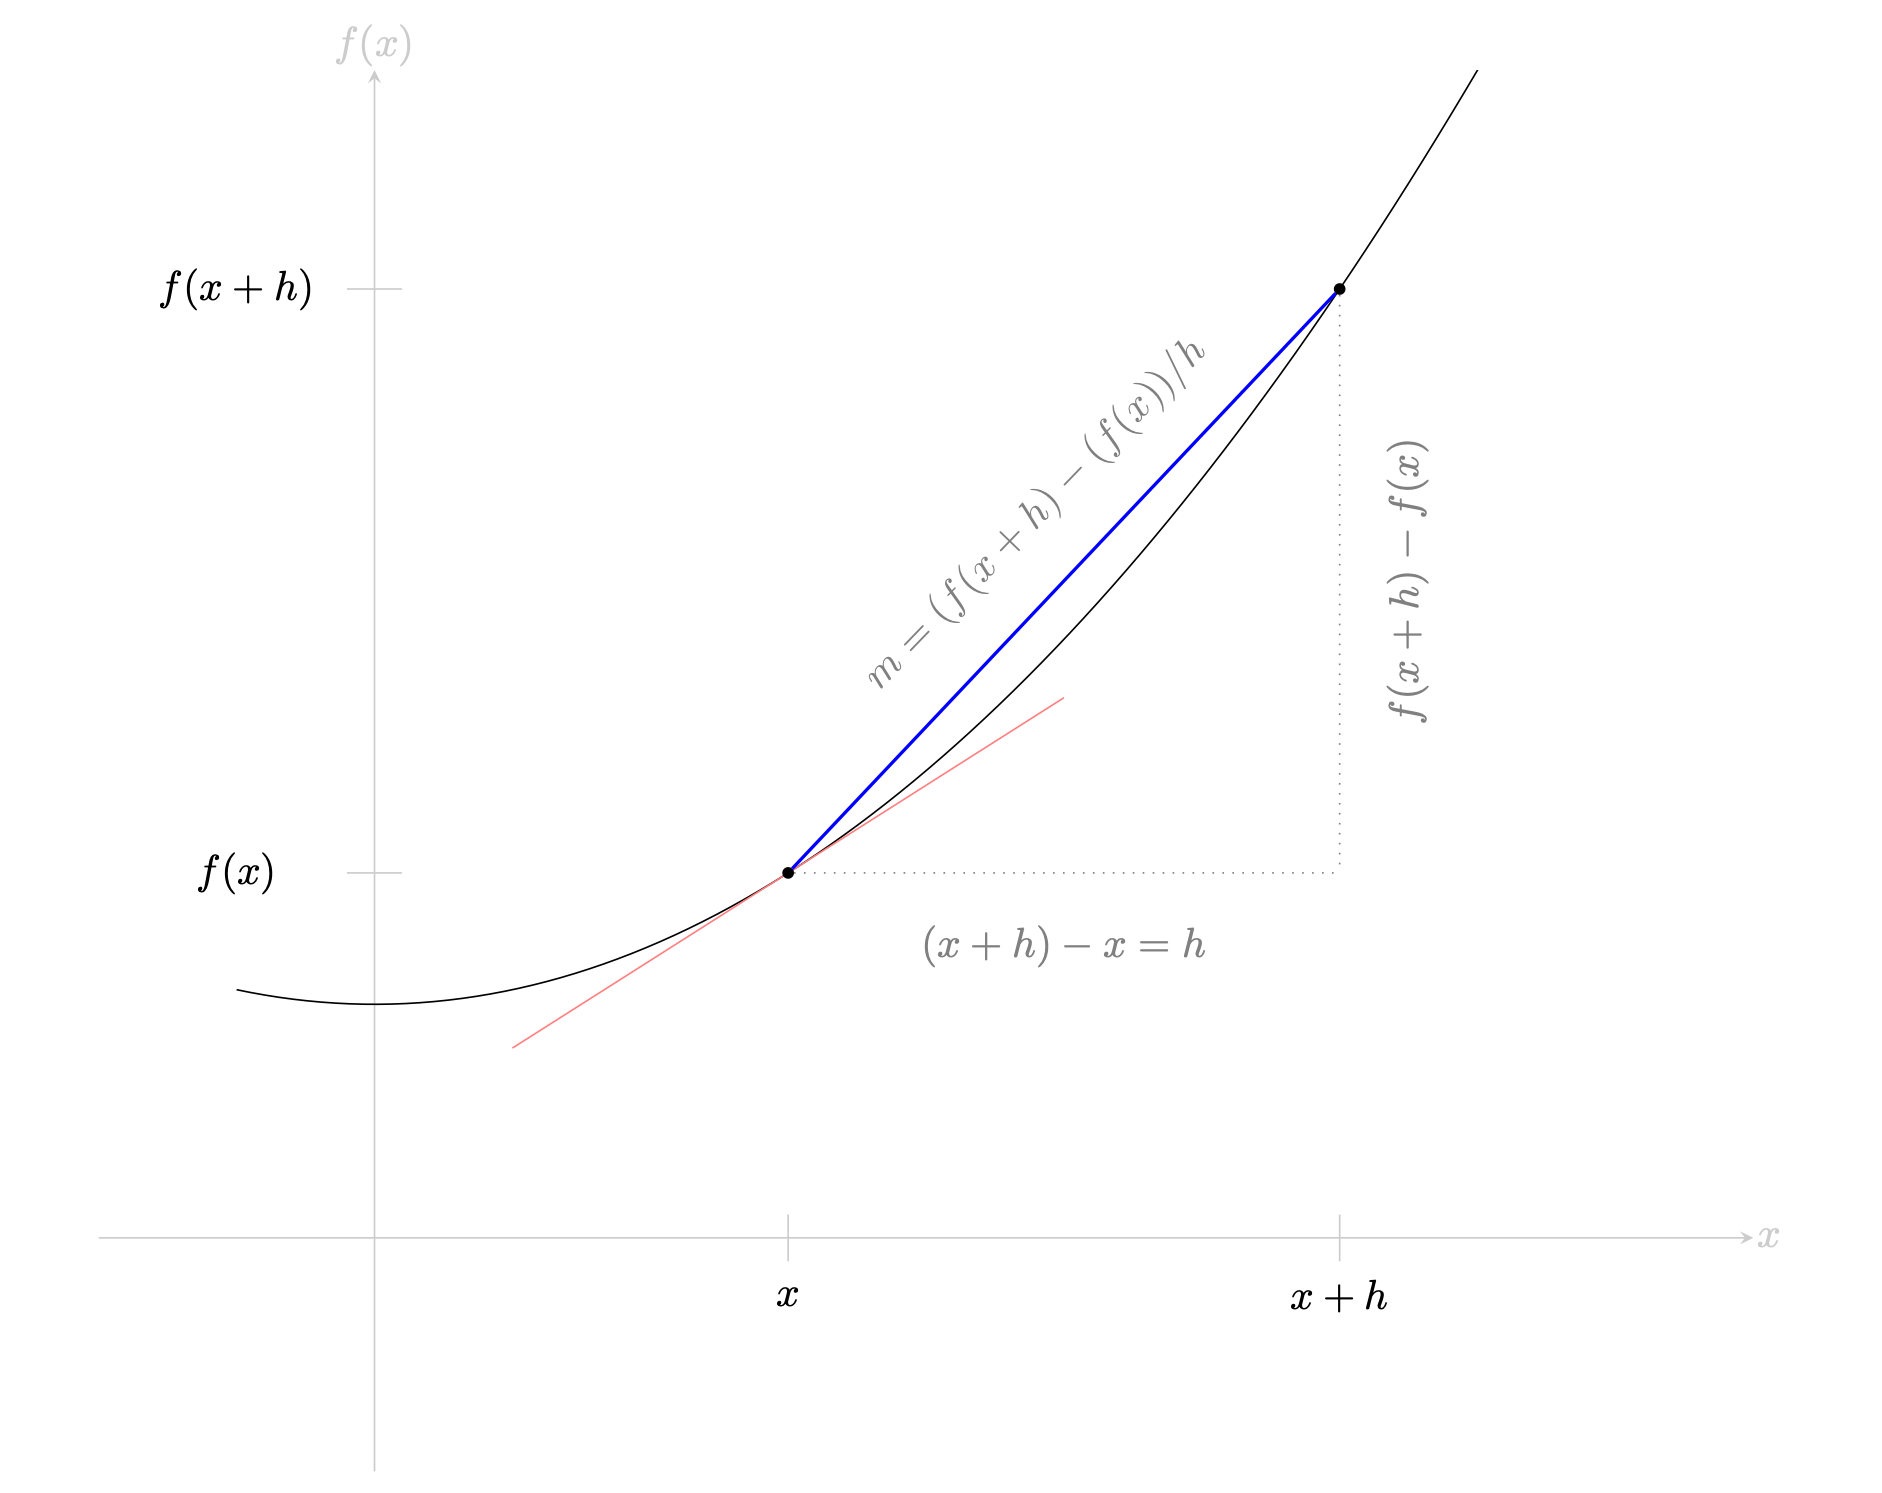 f(x)
f(x + h)
m = (f(x + h) − (f(x))/h
f(x + h) − f(x)
f(x)
(x + h) − x = h
x
x
x + h